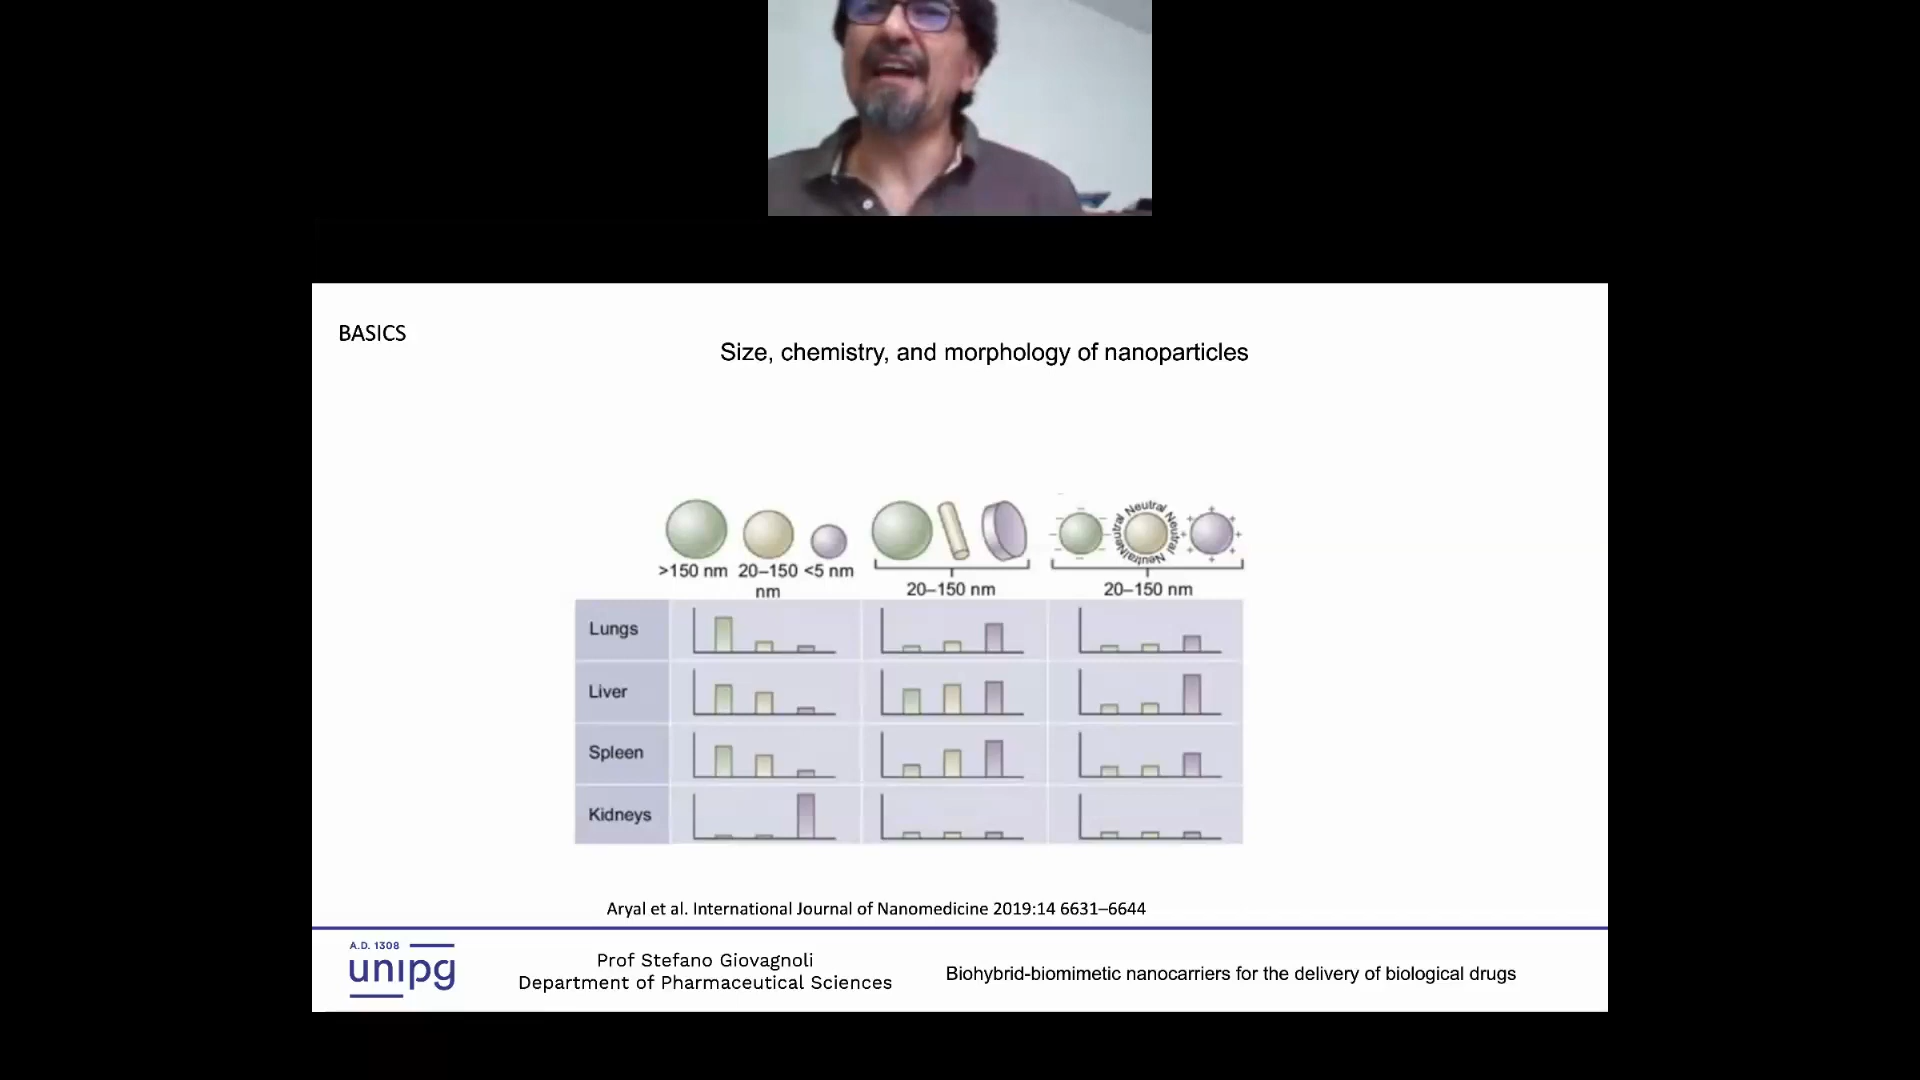 BASICS
Size, chemistry, and morphology of nanoparticles
>150 nm 20–150 <5 nm
nm
20–150 nm
Neutral Neutral Neutral Neutral Neutral
20–150 nm
Lungs
Liver
Spleen
Kidneys
Aryal et al. International Journal of Nanomedicine 2019:14 6631–6644
A.D. 1308
unipg
Prof Stefano Giovagnoli
Department of Pharmaceutical Sciences
Biohybrid-biomimetic nanocarriers for the delivery of biological drugs